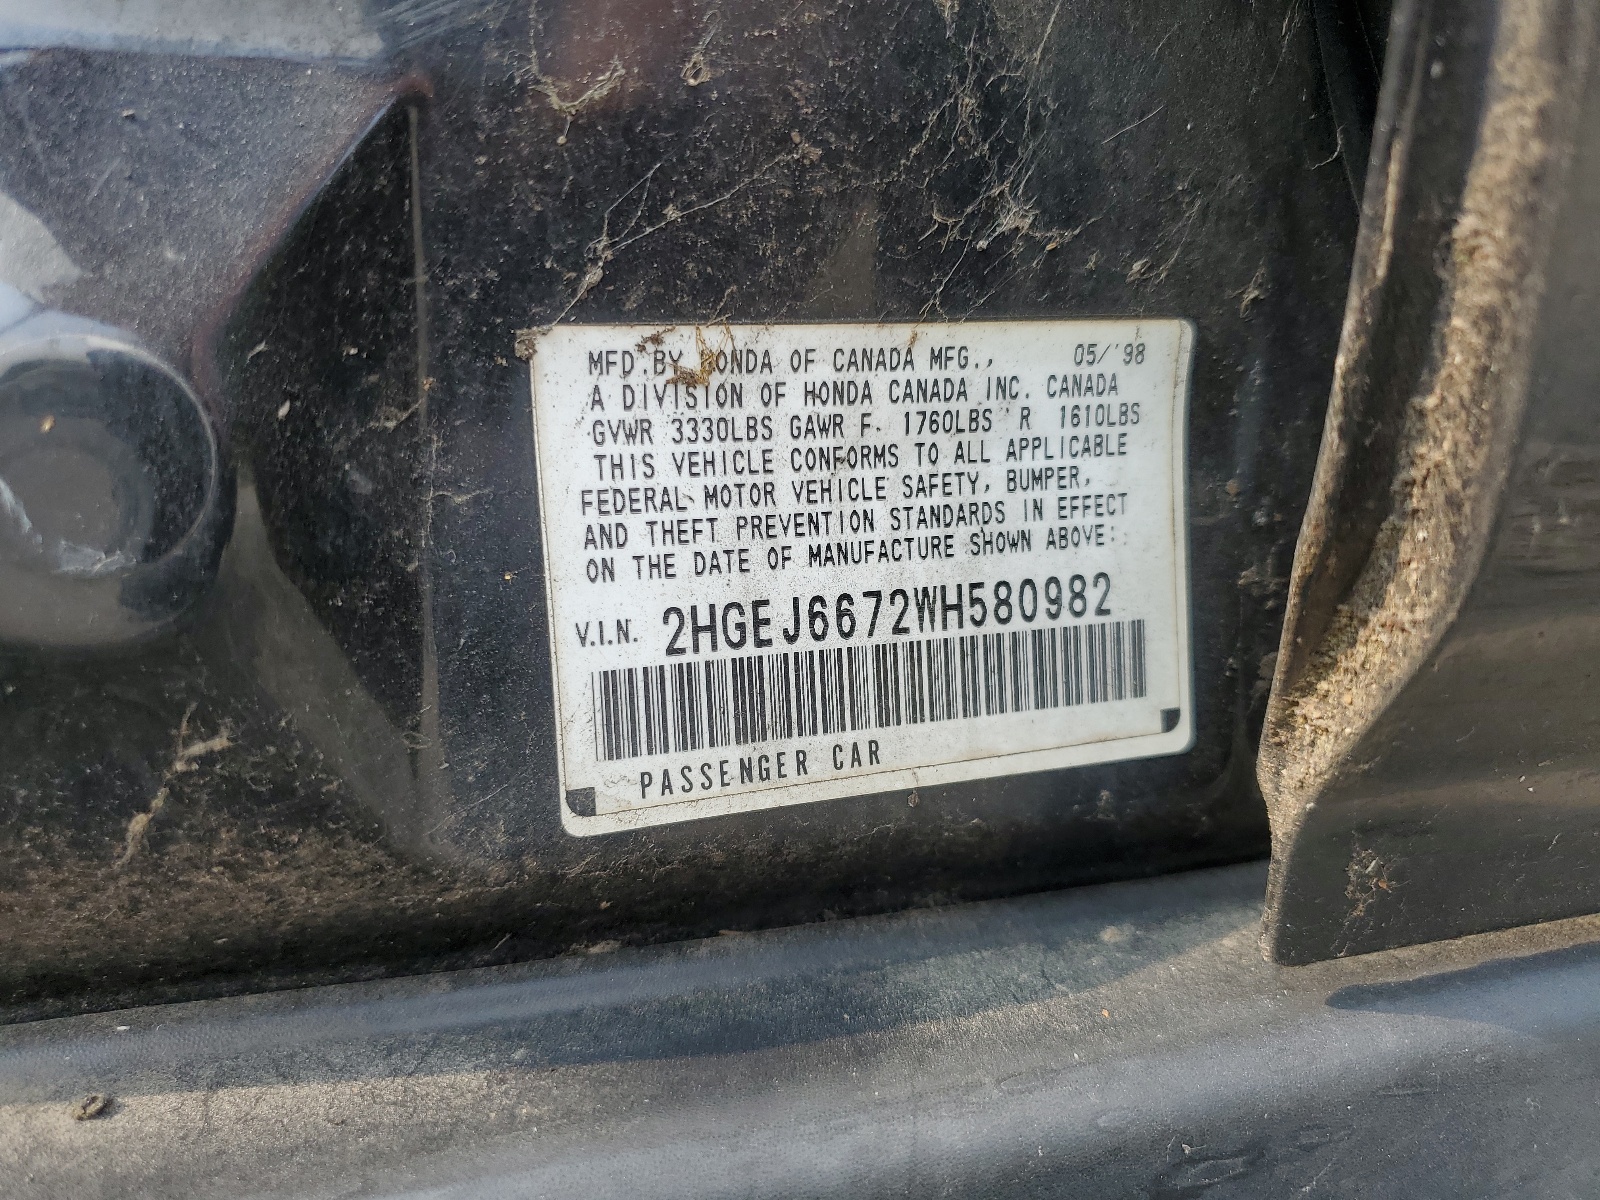 MFD.BY HONDA OF CANADA MFG., 05/'98
A DIVISION OF HONDA CANADA INC. CANADA
GVWR 3330LBS GAWR F. 1760LBS R 1610LBS
THIS VEHICLE CONFORMS TO ALL APPLICABLE
FEDERAL MOTOR VEHICLE SAFETY, BUMPER,
AND THEFT PREVENTION STANDARDS IN EFFECT
ON THE DATE OF MANUFACTURE SHOWN ABOVE:
V.I.N. 2HGEJ6672WH580982
PASSENGER CAR